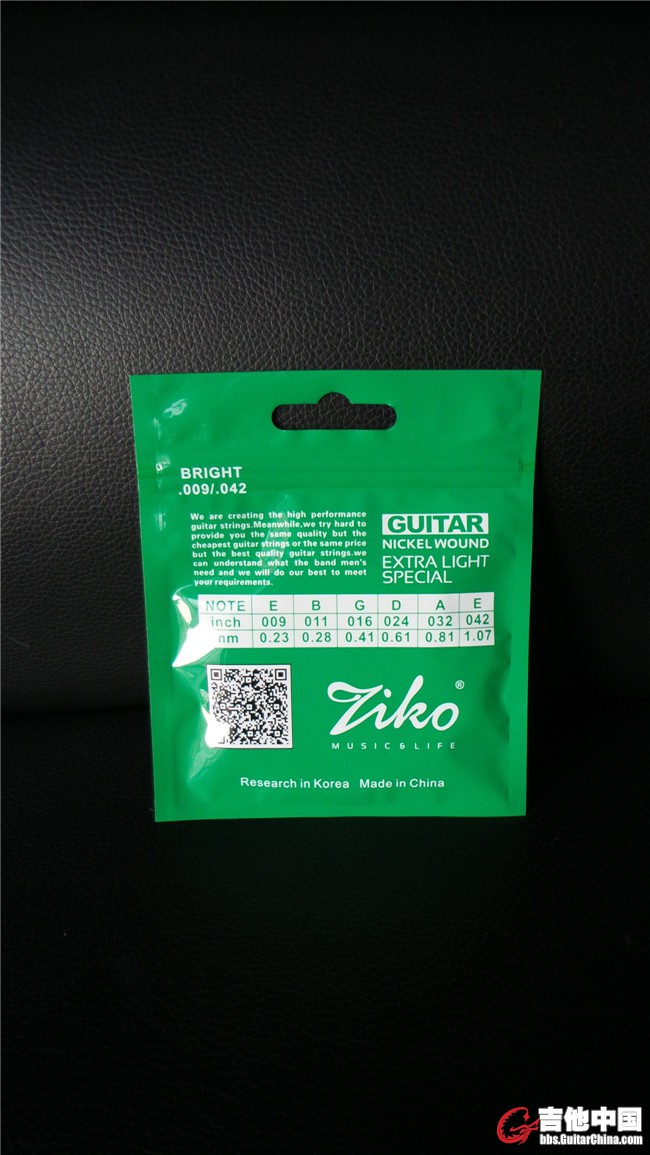 BRIGHT
.009/.042
We are creating the high performance
guitar strings.Meanwhile,we try hard to
provide you the same quality but the
cheapest guitar strings or the same price
but the best quality guitar strings.we
can understand what the band men's
need and we will do our best to meet
your requirements.
GUITAR
NICKEL WOUND
EXTRA LIGHT
SPECIAL
NOTE E B G D A E
inch 009 011 016 024 032 042
mm 0.23 0.28 0.41 0.61 0.81 1.07
Ziko®
MUSIC & LIFE
Research in Korea Made in China
吉他中国
bbs.GuitarChina.com